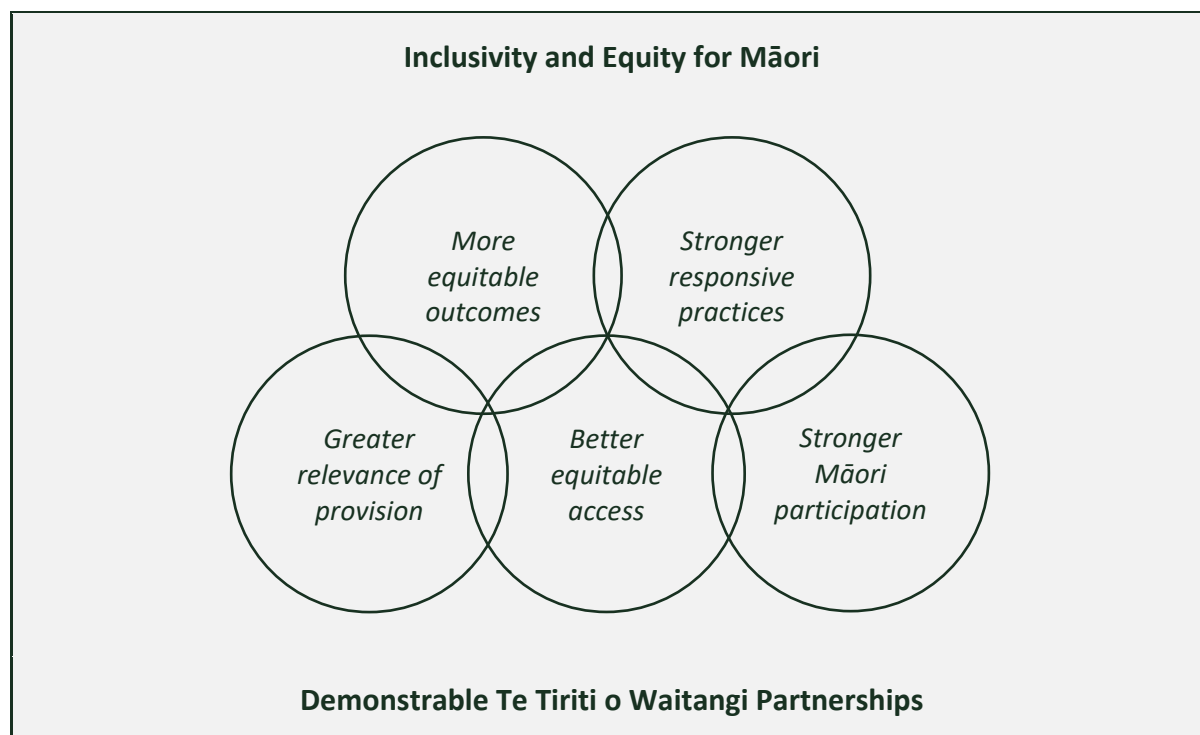 Inclusivity and Equity for Māori
More
equitable
outcomes
Stronger
responsive
practices
Greater
relevance of
provision
Better
equitable
access
Stronger
Māori
participation
Demonstrable Te Tiriti o Waitangi Partnerships